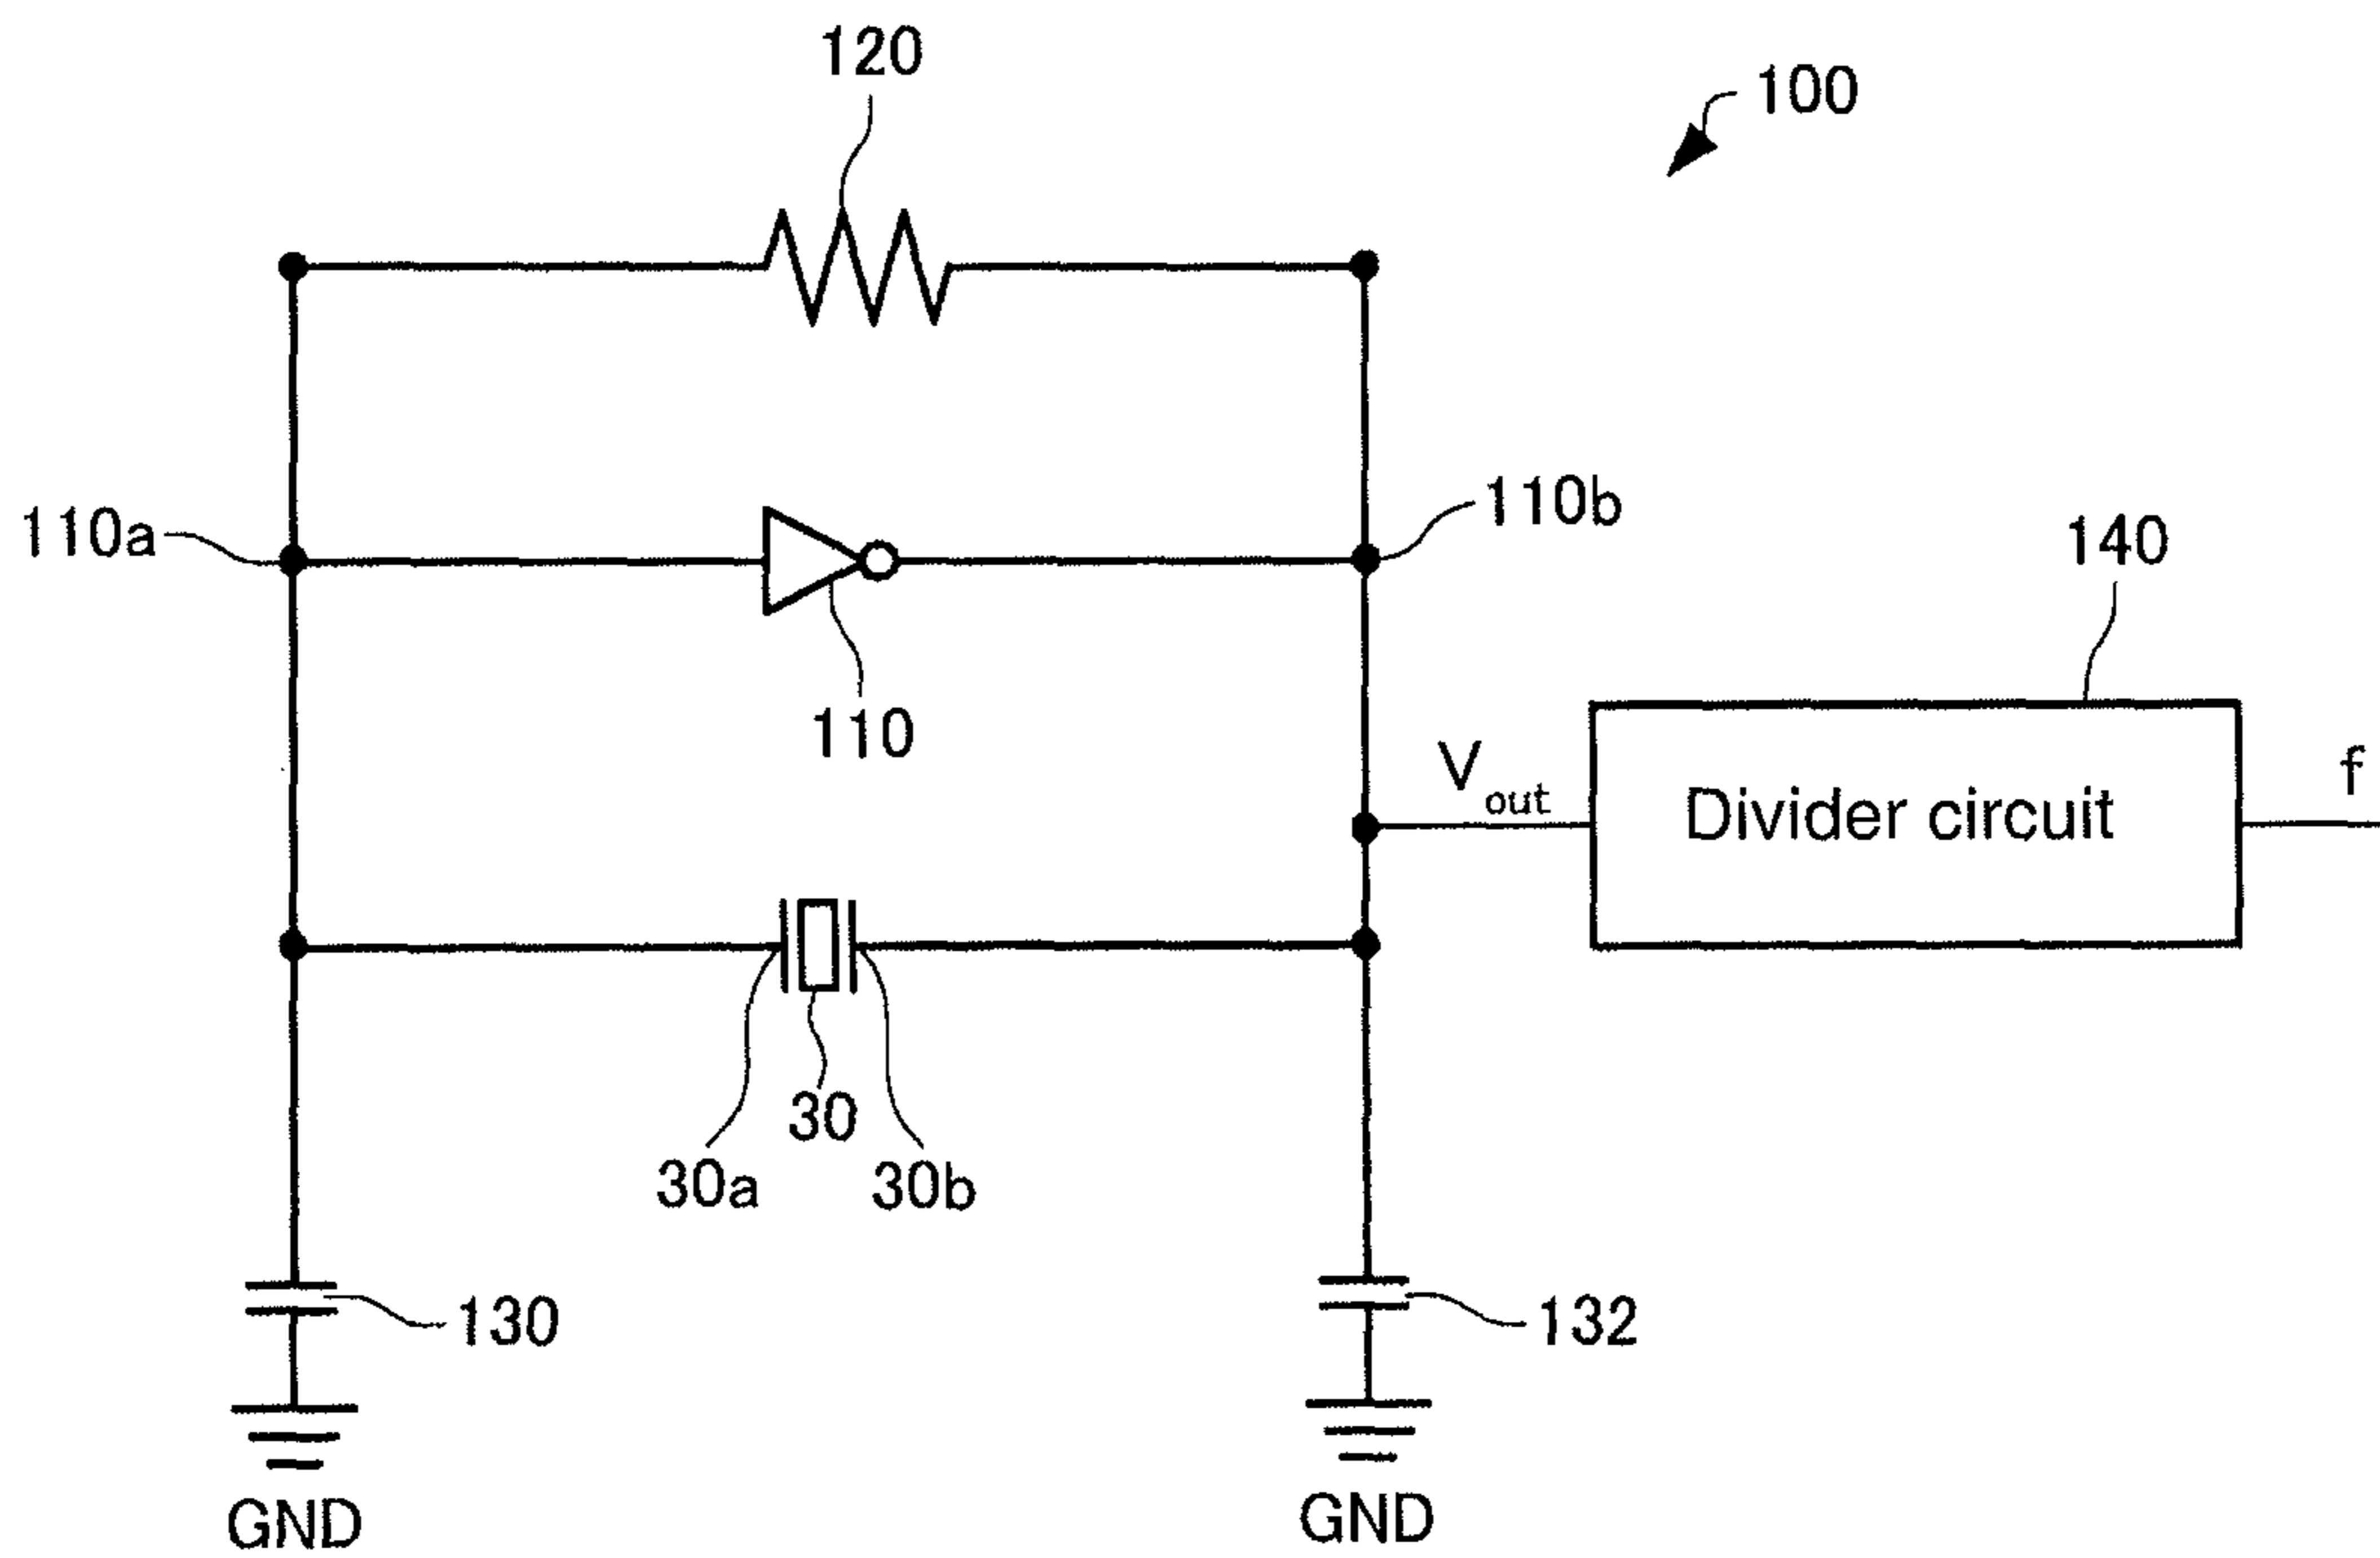 120
100
110a
110b
140
110
Vout
Divider circuit
f
30
30a
30b
130
132
GND
GND